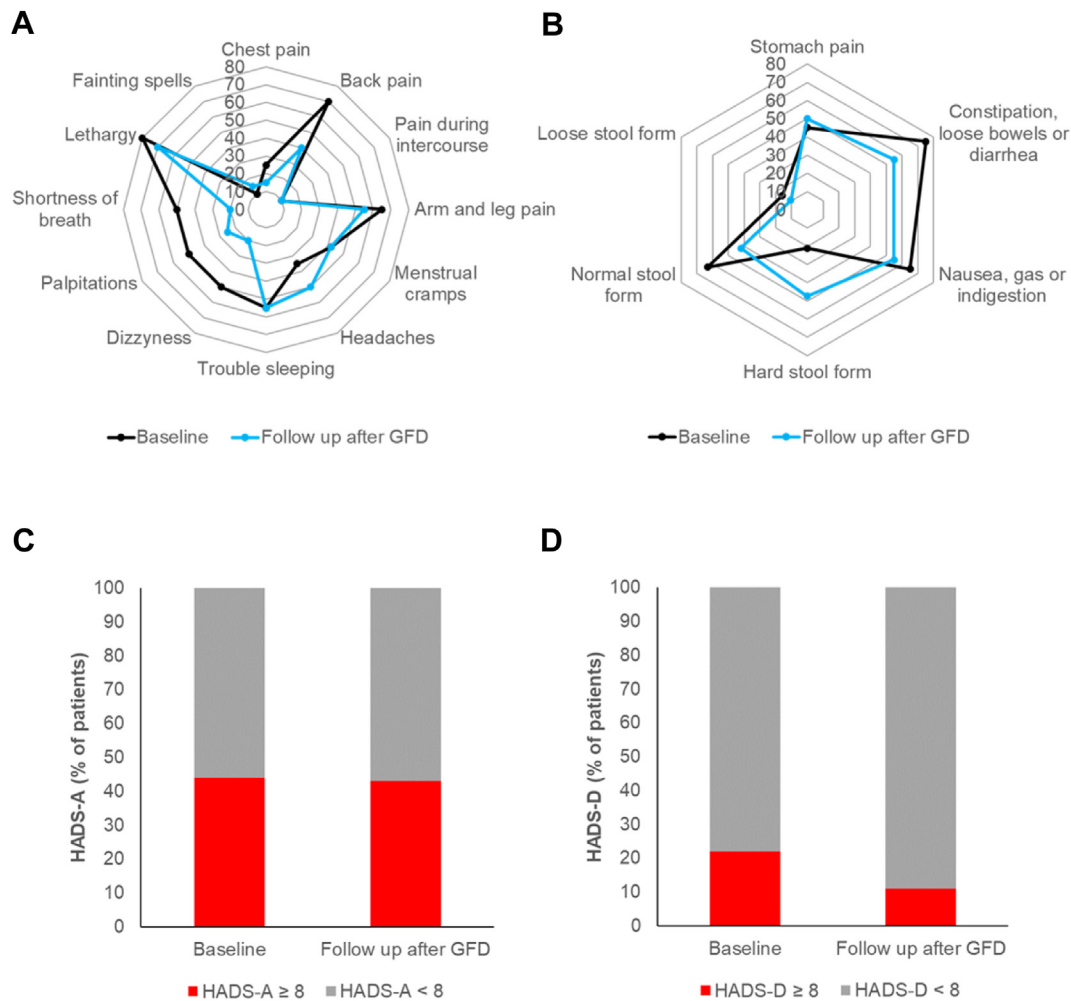 A
Chest pain
Fainting spells
Back pain
Lethargy
Pain during
intercourse
Shortness of
breath
Arm and leg pain
Palpitations
Menstrual
cramps
Dizzyness
Headaches
Trouble sleeping
80
70
60
50
40
30
20
10
0
Baseline
Follow up after GFD
B
Stomach pain
Loose stool form
Constipation,
loose bowels or
diarrhea
Normal stool
form
Nausea, gas or
indigestion
Hard stool form
80
70
60
50
40
30
20
10
0
Baseline
Follow up after GFD
C
HADS-A (% of patients)
100
90
80
70
60
50
40
30
20
10
0
Baseline
Follow up after GFD
HADS-A ≥ 8
HADS-A < 8
D
HADS-D (% of patients)
100
90
80
70
60
50
40
30
20
10
0
Baseline
Follow up after GFD
HADS-D ≥ 8
HADS-D < 8